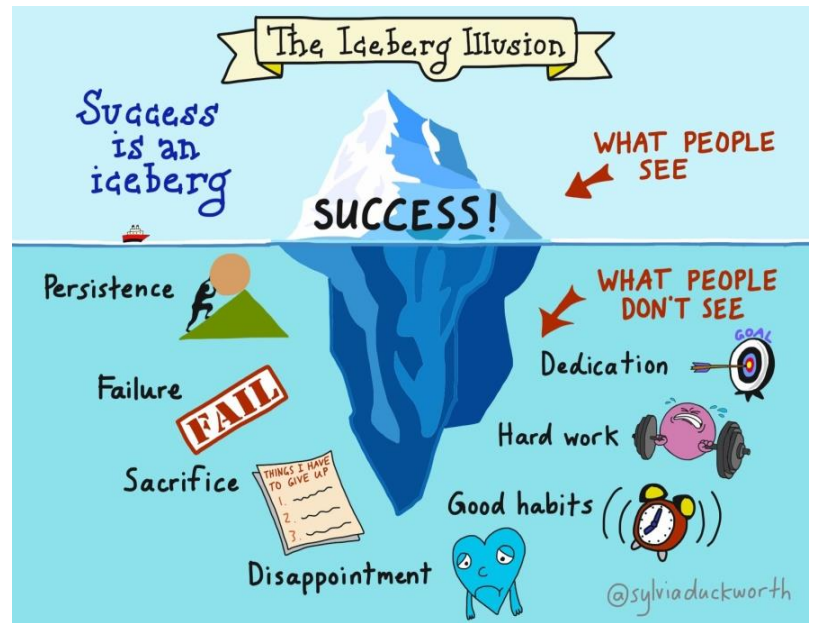 The Iceberg Illusion
Success
is an
iceberg
WHAT PEOPLE
SEE
SUCCESS!
WHAT PEOPLE
DON'T SEE
Persistence
Failure
FAIL
Sacrifice
THINGS I HAVE
TO GIVE UP
1.
2.
3.
Disappointment
GOAL
Dedication
Hard work
Good habits
@sylviaduckworth